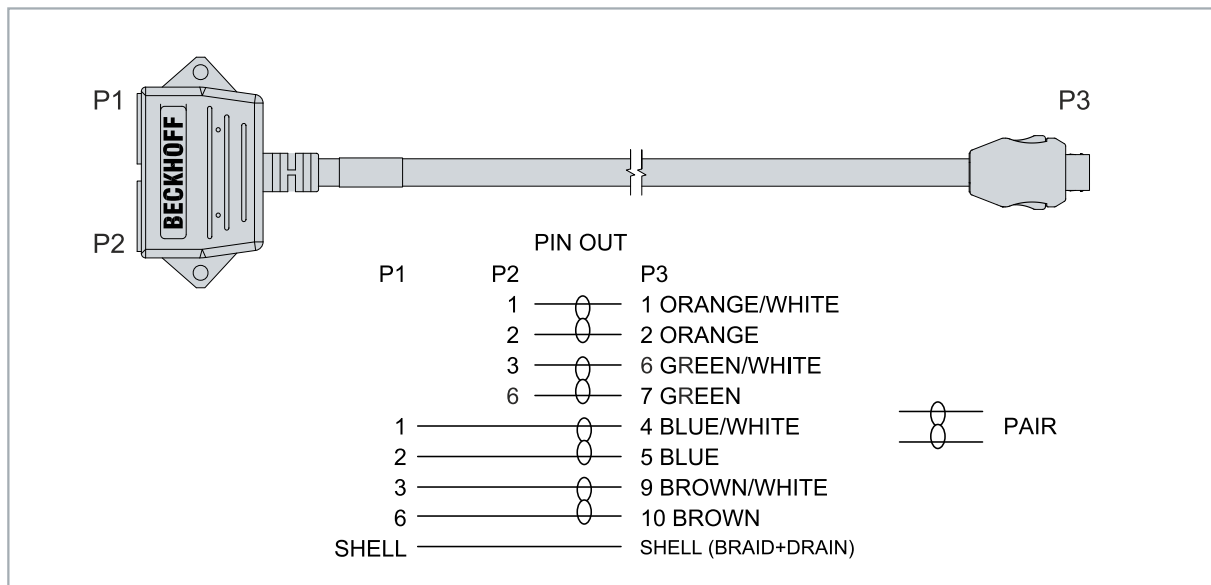 P1
P3
BECKHOFF
P2
PIN OUT
P1 P2 P3
1 1 ORANGE/WHITE
2 2 ORANGE
3 6 GREEN/WHITE
6 7 GREEN
1 4 BLUE/WHITE
2 5 BLUE
3 9 BROWN/WHITE
6 10 BROWN
SHELL SHELL (BRAID+DRAIN)
PAIR